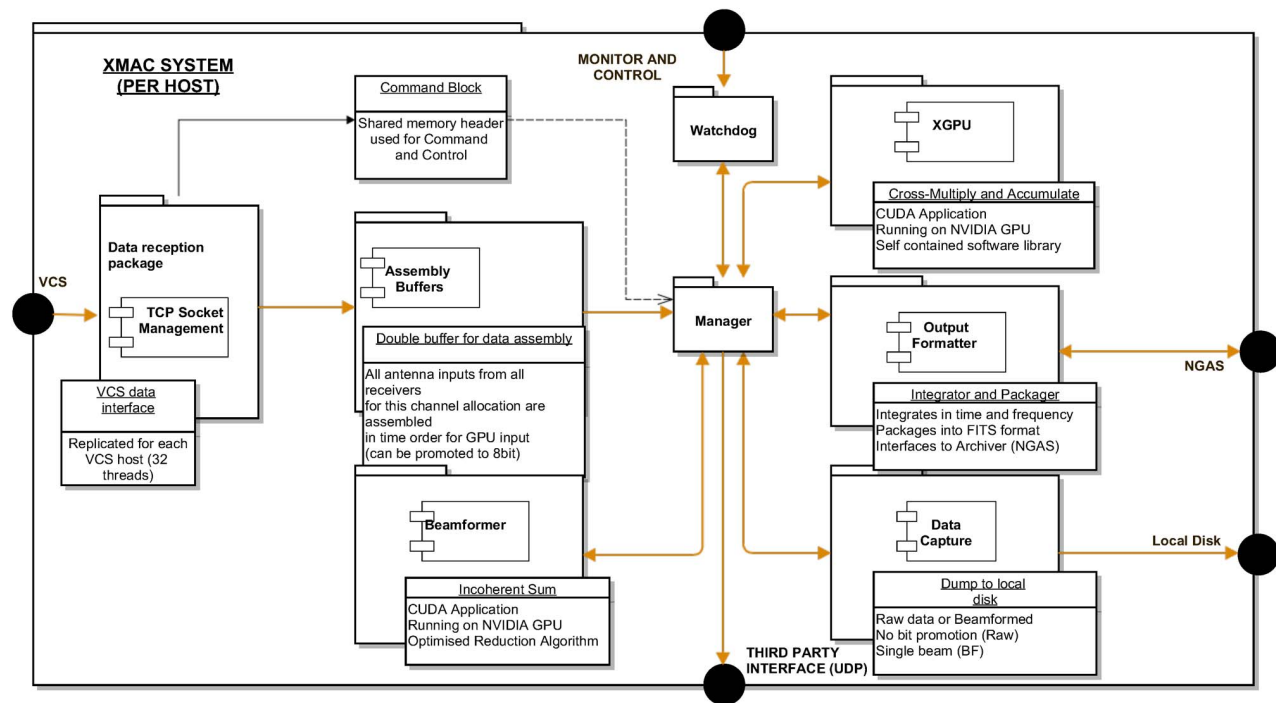 XMAC SYSTEM
(PER HOST)
MONITOR AND
CONTROL
Command Block
Shared memory header
used for Command
and Control
Watchdog
XGPU
Cross-Multiply and Accumulate
CUDA Application
Running on NVIDIA GPU
Self contained software library
Data reception
package
VCS
TCP Socket
Management
VCS data
interface
Replicated for each
VCS host (32
threads)
Assembly
Buffers
Double buffer for data assembly
All antenna inputs from all
receivers
for this channel allocation are
assembled
in time order for GPU input
(can be promoted to 8bit)
Manager
Output
Formatter
NGAS
Integrator and Packager
Integrates in time and frequency
Packages into FITS format
Interfaces to Archiver (NGAS)
Beamformer
Incoherent Sum
CUDA Application
Running on NVIDIA GPU
Optimised Reduction Algorithm
Data
Capture
Local Disk
Dump to local
disk
Raw data or Beamformed
No bit promotion (Raw)
Single beam (BF)
THIRD PARTY
INTERFACE (UDP)